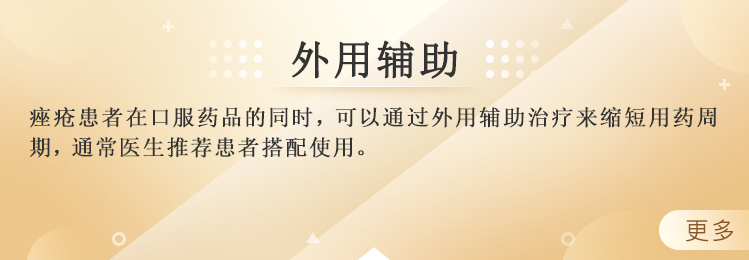 外用辅助
痤疮患者在口服药品的同时，可以通过外用辅助治疗来缩短用药周
期，通常医生推荐患者搭配使用。
更多